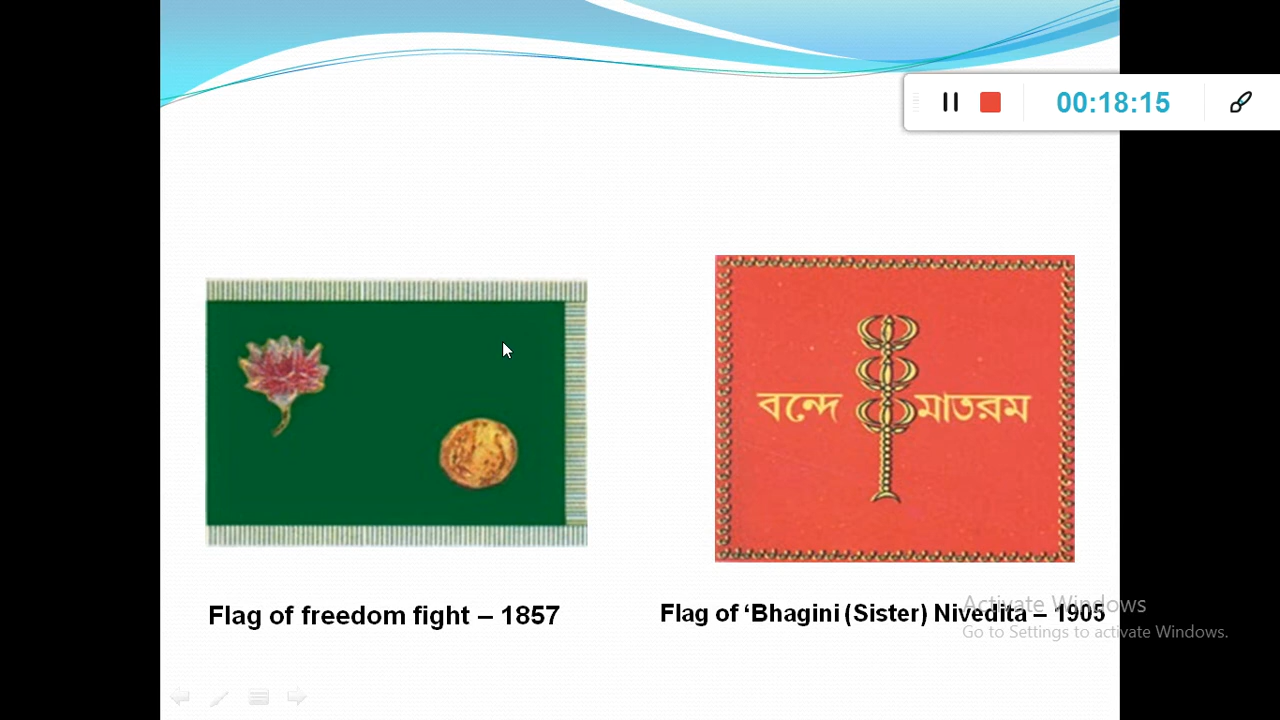 00:18:15
বন্দে মাতরম
Flag of freedom fight – 1857
Flag of ‘Bhagini (Sister) Nivedita – 1905
Activate Windows
Go to Settings to activate Windows.